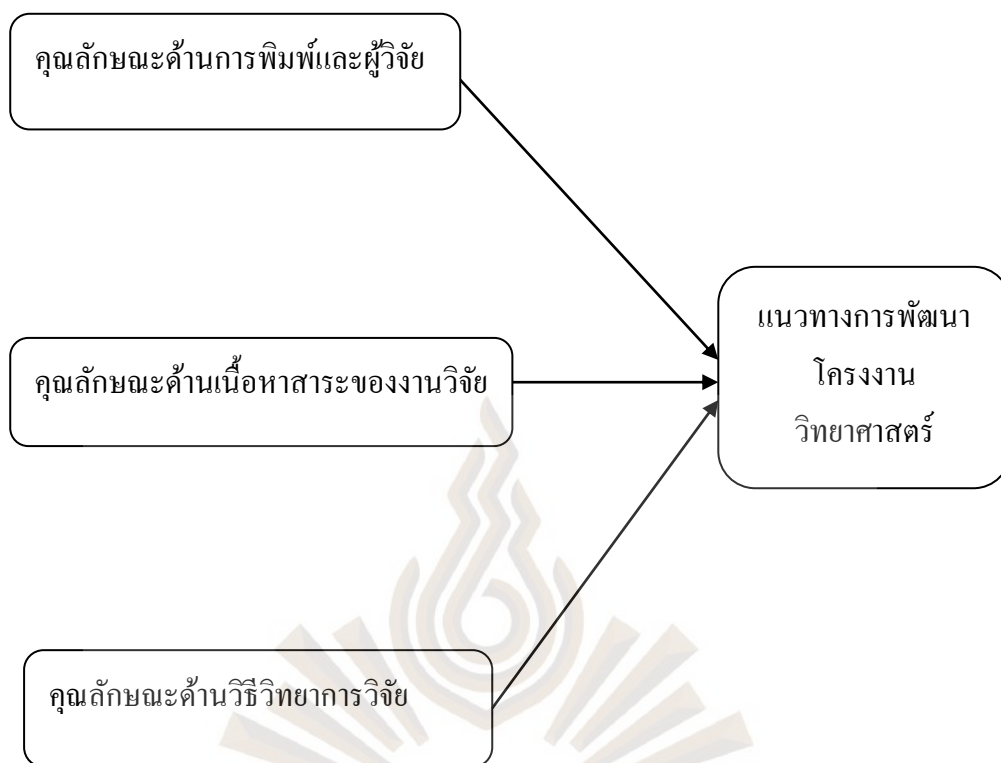 คุณลักษณะด้านการพิมพ์และผู้วิจัย
คุณลักษณะด้านเนื้อหาสาระของงานวิจัย
คุณลักษณะด้านวิธีวิทยาการวิจัย
แนวทางการพัฒนา
โครงงาน
วิทยาศาสตร์